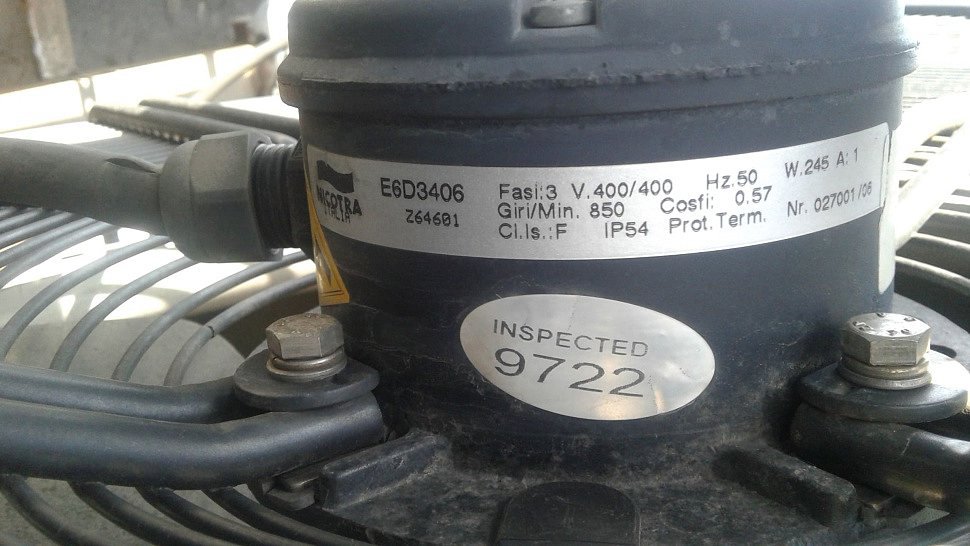 NICOTRA
ITALIA
E6D3406
Z64601
Fasi:3 V.400/400 Hz.50 W.245 A:1
Giri/Min. 850 Cosfi: 0.57
Cl.Is.:F IP54 Prot.Term. Nr. 027001/06
INSPECTED
9722